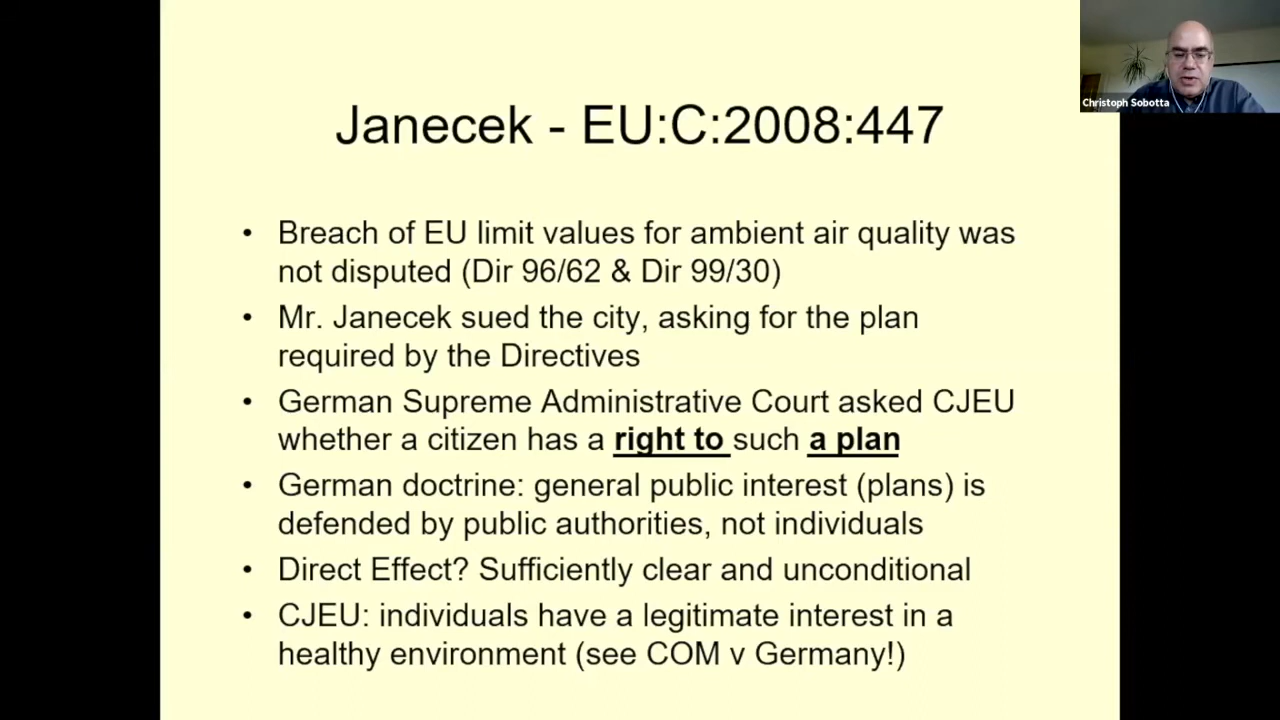 Janecek - EU:C:2008:447
Christoph Sobotta
• Breach of EU limit values for ambient air quality was
not disputed (Dir 96/62 & Dir 99/30)
• Mr. Janecek sued the city, asking for the plan
required by the Directives
• German Supreme Administrative Court asked CJEU
whether a citizen has a right to such a plan
• German doctrine: general public interest (plans) is
defended by public authorities, not individuals
• Direct Effect? Sufficiently clear and unconditional
• CJEU: individuals have a legitimate interest in a
healthy environment (see COM v Germany!)